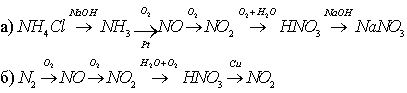 а) NH₄Cl —NaOH→ NH₃ —O₂/Pt→ NO —O₂→ NO₂ —O₂+H₂O→ HNO₃ —NaOH→ NaNO₃
б) N₂ —O₂→ NO —O₂→ NO₂ —H₂O+O₂→ HNO₃ —Cu→ NO₂